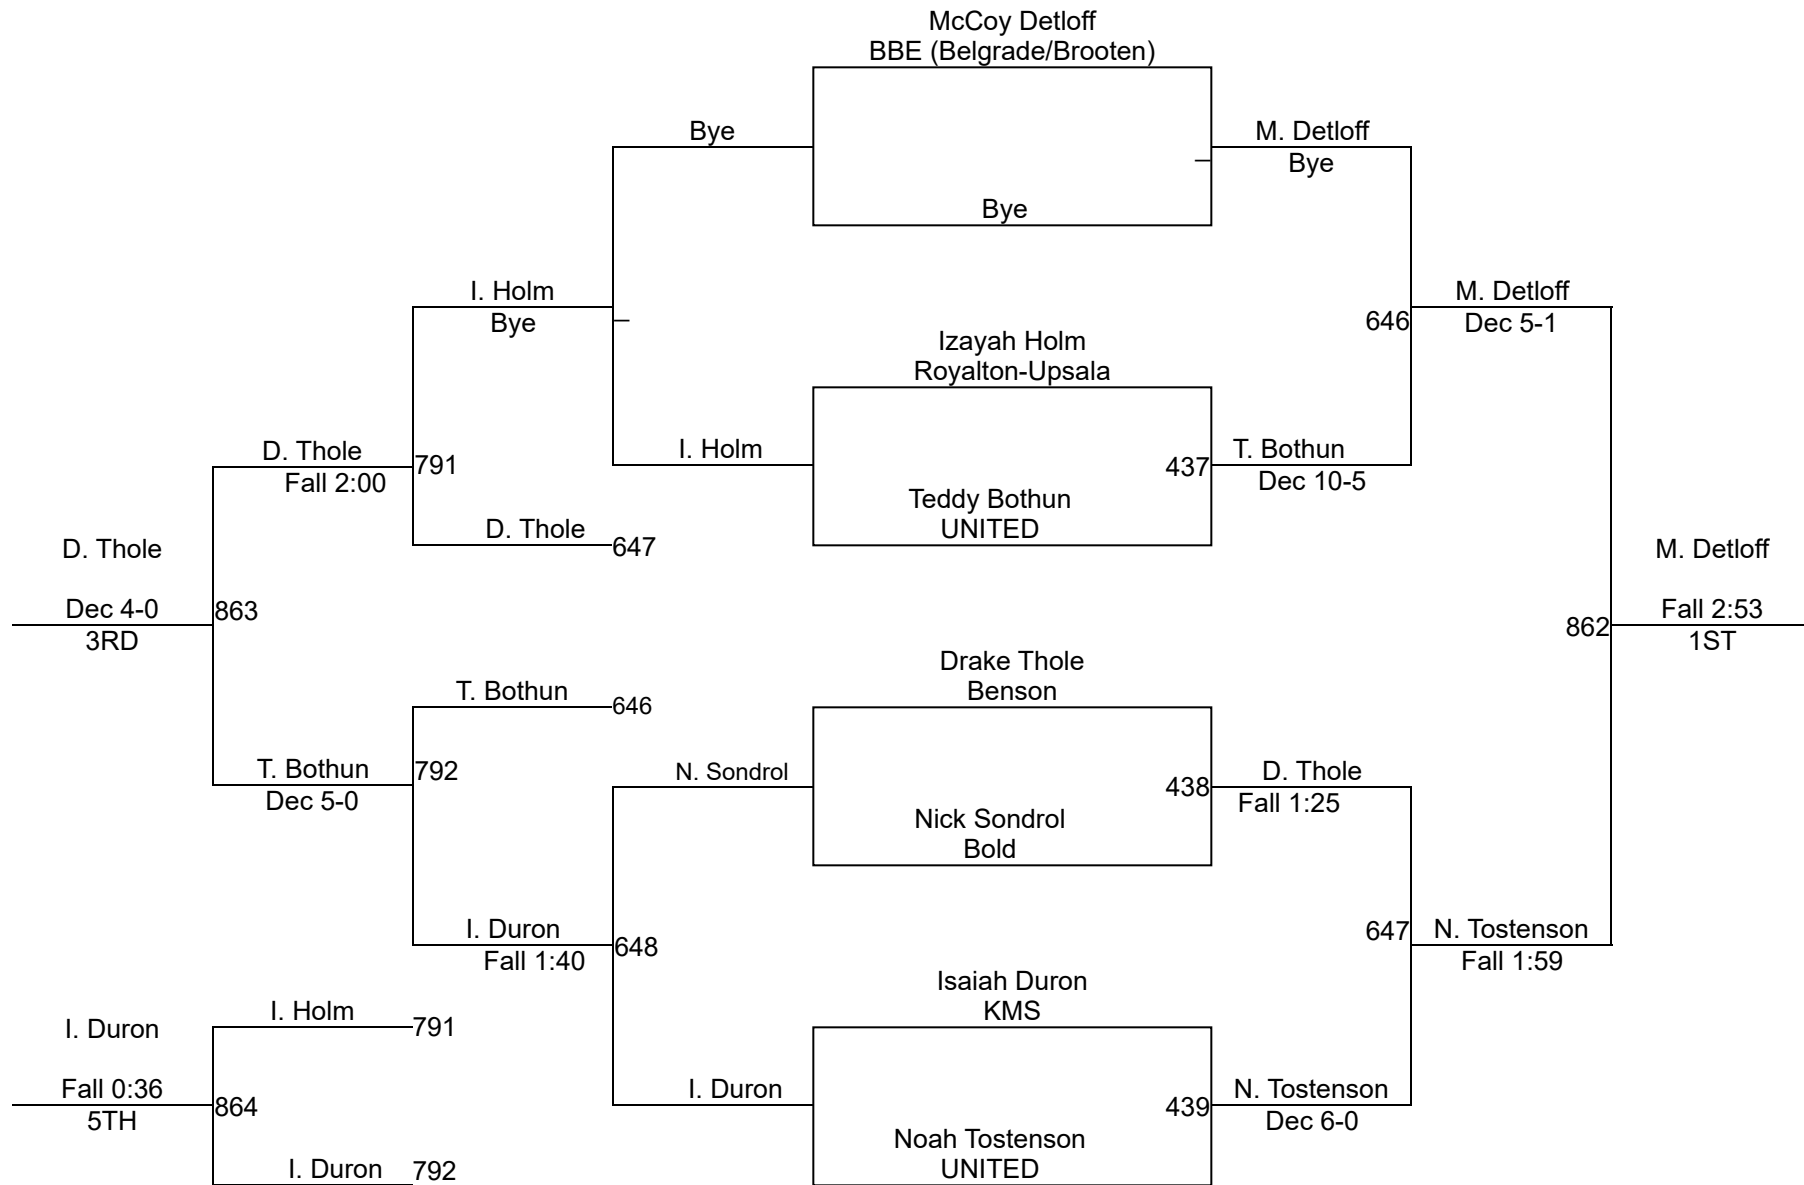 McCoy Detloff
BBE (Belgrade/Brooten)
Bye
M. Detloff
Bye
Bye
I. Holm
Bye
M. Detloff
Dec 5-1
646
Izayah Holm
Royalton-Upsala
I. Holm
437
T. Bothun
Dec 10-5
Teddy Bothun
UNITED
D. Thole
Fall 2:00
791
D. Thole
647
D. Thole
Dec 4-0
3RD
863
M. Detloff
Fall 2:53
1ST
862
Drake Thole
Benson
T. Bothun
646
T. Bothun
Dec 5-0
792
N. Sondrol
438
D. Thole
Fall 1:25
Nick Sondrol
Bold
I. Duron
Fall 1:40
648
647
N. Tostenson
Fall 1:59
Isaiah Duron
KMS
I. Holm
791
I. Duron
Fall 0:36
5TH
864
I. Duron
439
N. Tostenson
Dec 6-0
Noah Tostenson
UNITED
I. Duron
792